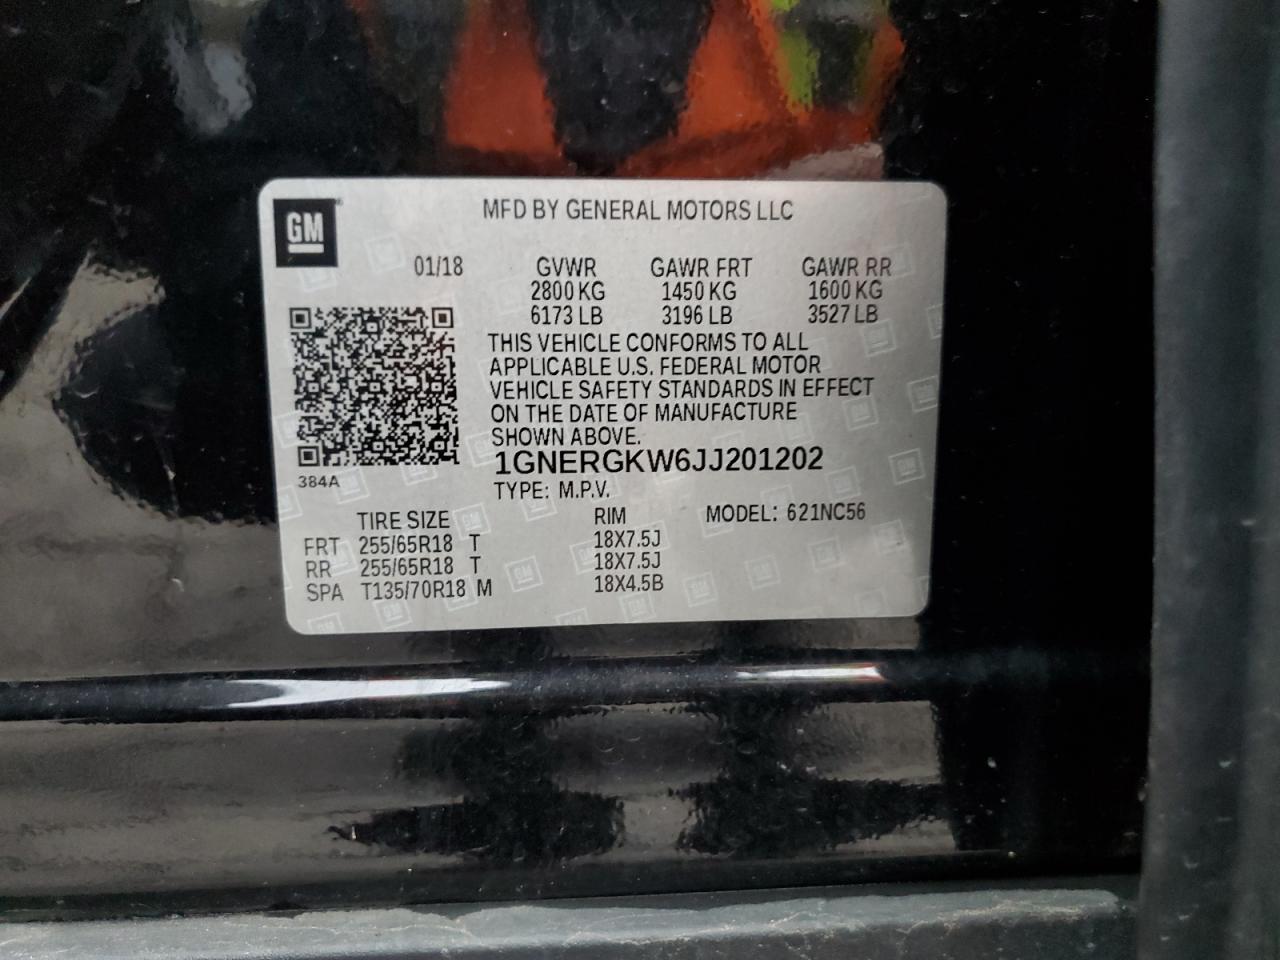 GM
MFD BY GENERAL MOTORS LLC
01/18 GVWR GAWR FRT GAWR RR
2800 KG 1450 KG 1600 KG
6173 LB 3196 LB 3527 LB
THIS VEHICLE CONFORMS TO ALL
APPLICABLE U.S. FEDERAL MOTOR
VEHICLE SAFETY STANDARDS IN EFFECT
ON THE DATE OF MANUFACTURE
SHOWN ABOVE.
1GNERGKW6JJ201202
384A
TYPE: M.P.V.
TIRE SIZE RIM MODEL: 621NC56
FRT 255/65R18 T 18X7.5J
RR 255/65R18 T 18X7.5J
SPA T135/70R18 M 18X4.5B